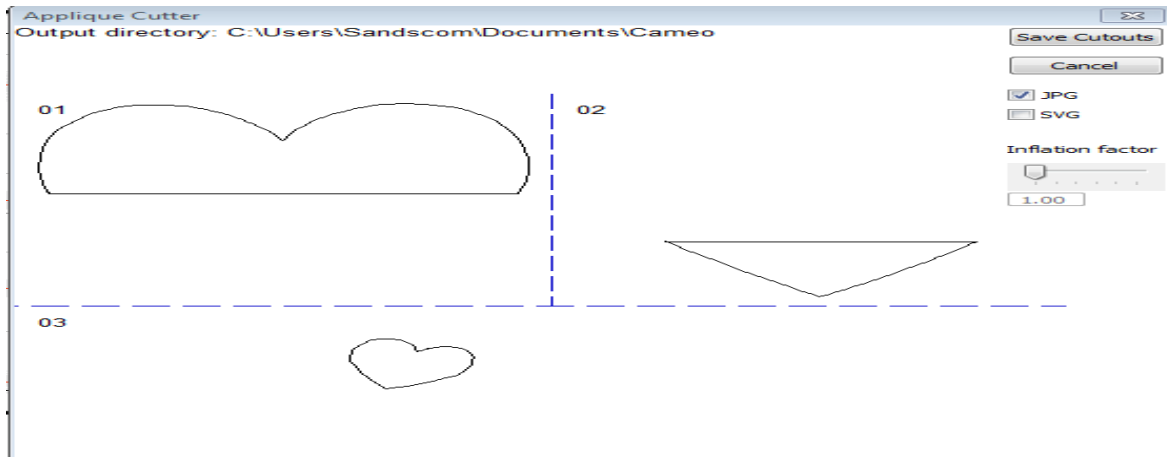 Applique Cutter
Output directory: C:\Users\Sandscom\Documents\Cameo
Save Cutouts
Cancel
JPG
SVG
Inflation factor
1.00
01
02
03